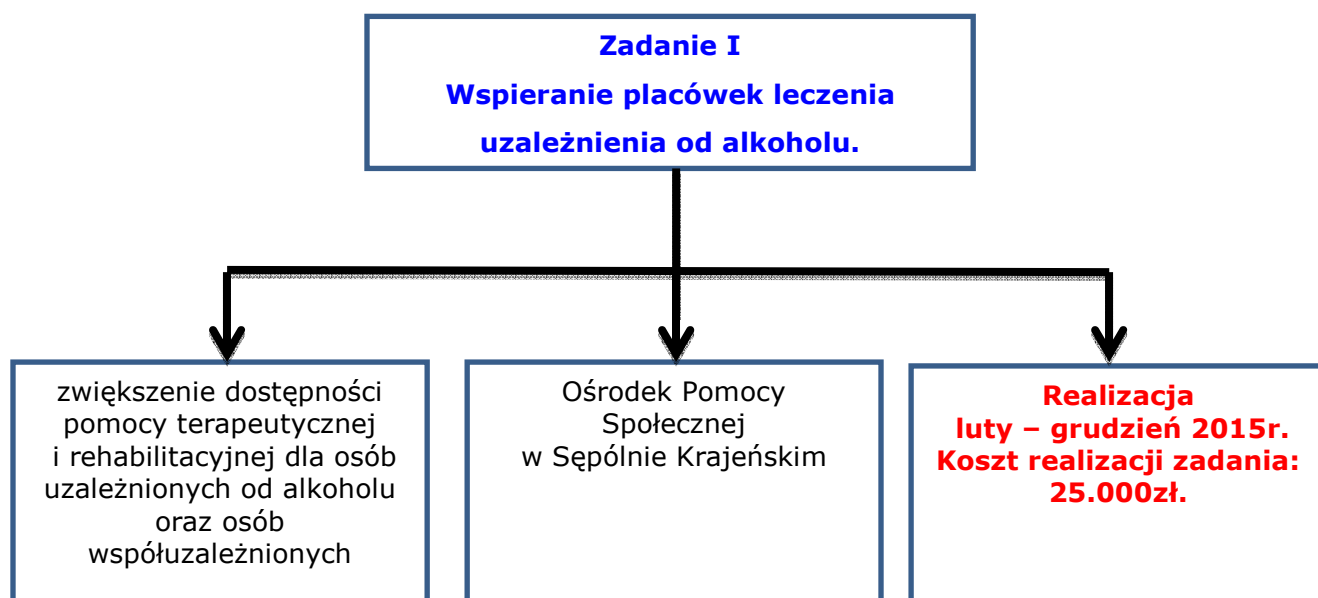 Zadanie I
Wspieranie placówek leczenia
uzależnienia od alkoholu.
zwiększenie dostępności
pomocy terapeutycznej
i rehabilitacyjnej dla osób
uzależnionych od alkoholu
oraz osób
współuzależnionych
Ośrodek Pomocy
Społecznej
w Sępólnie Krajeńskim
Realizacja
luty – grudzień 2015r.
Koszt realizacji zadania:
25.000zł.